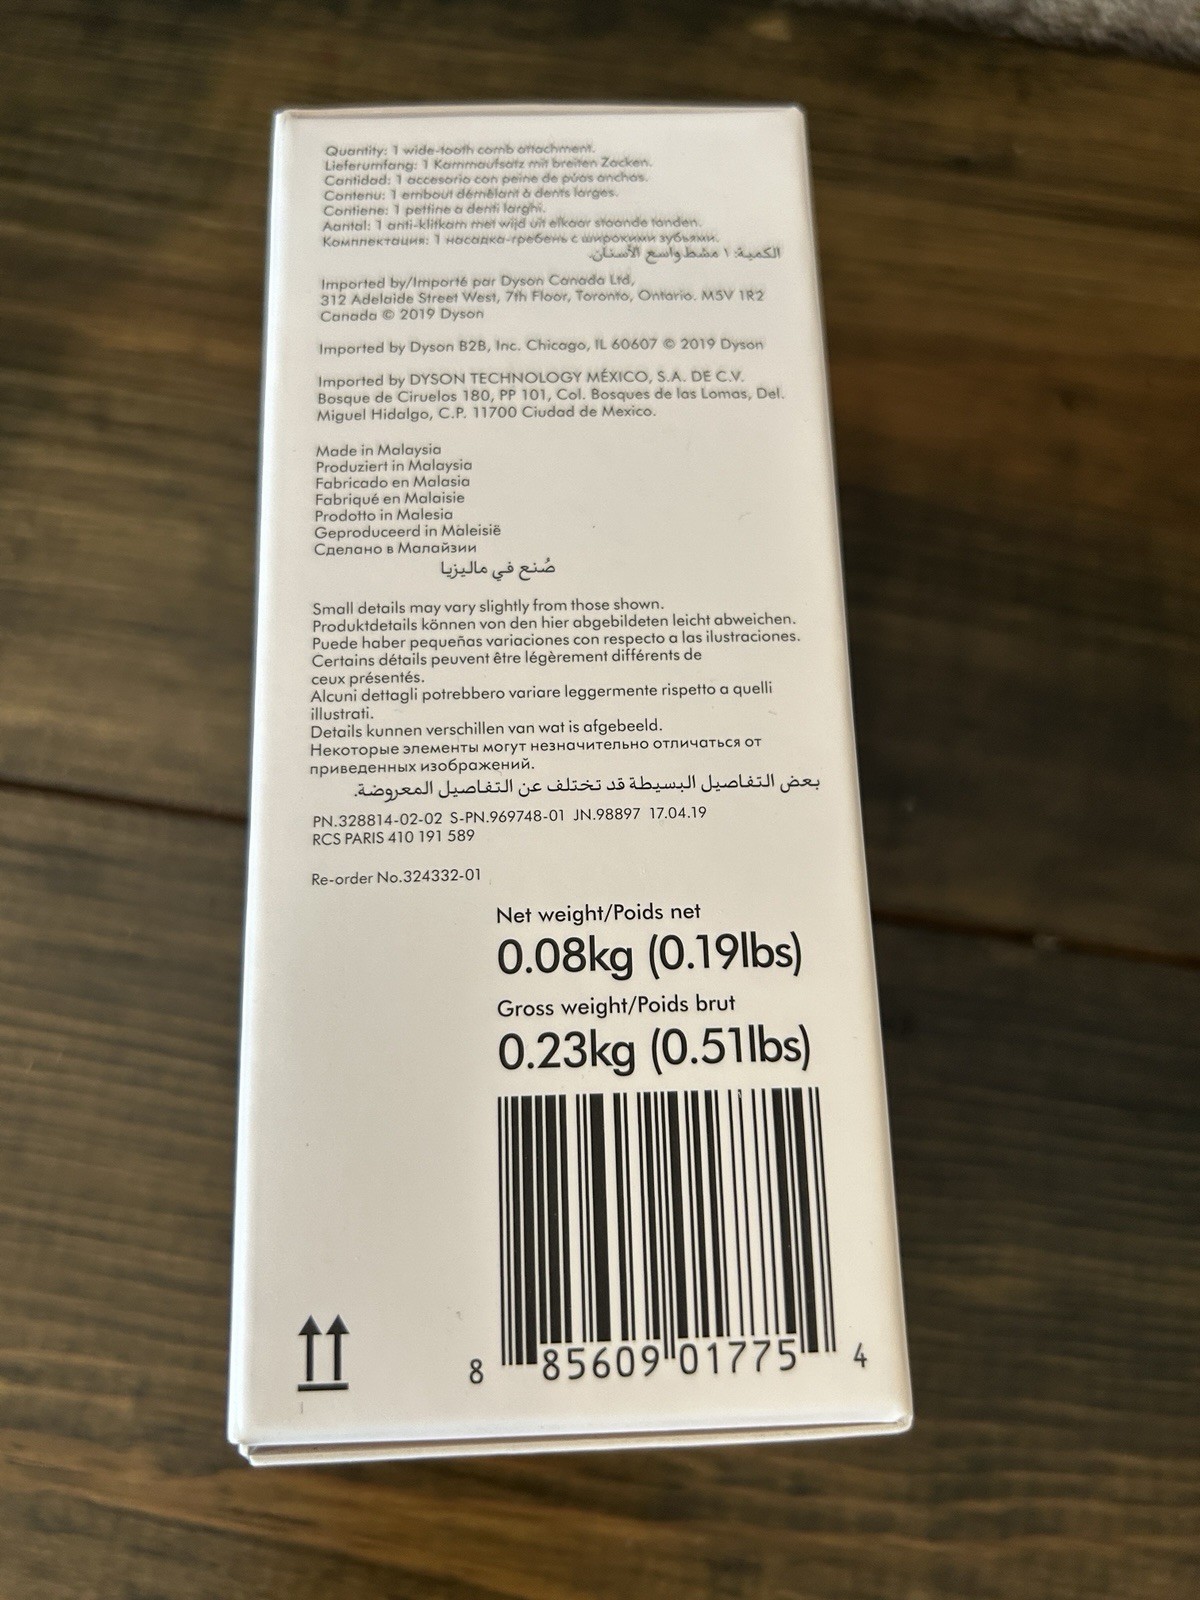 Quantity: 1 wide-tooth comb attachment.
Lieferumfang: 1 Kammaufsatz mit breiten Zacken.
Cantidad: 1 accesorio con peine de púas anchas.
Contenu: 1 embout démêlant à dents larges.
Contiene: 1 pettine a denti larghi.
Aantal: 1 anti-klitkam met wijd uit elkaar staande tanden.
Комплектация: 1 насадка-гребень с широкими зубьями.
الكمية: ١ مشط واسع الأسنان.
Imported by/Importé par Dyson Canada Ltd,
312 Adelaide Street West, 7th Floor, Toronto, Ontario. M5V 1R2
Canada © 2019 Dyson
Imported by Dyson B2B, Inc. Chicago, IL 60607 © 2019 Dyson
Imported by DYSON TECHNOLOGY MÉXICO, S.A. DE C.V.
Bosque de Ciruelos 180, PP 101, Col. Bosques de las Lomas, Del.
Miguel Hidalgo, C.P. 11700 Ciudad de Mexico.
Made in Malaysia
Produziert in Malaysia
Fabricado en Malasia
Fabriqué en Malaisie
Prodotto in Malesia
Geproduceerd in Maleisië
Сделано в Малайзии
صُنع في ماليزيا
Small details may vary slightly from those shown.
Produktdetails können von den hier abgebildeten leicht abweichen.
Puede haber pequeñas variaciones con respecto a las ilustraciones.
Certains détails peuvent être légèrement différents de
ceux présentés.
Alcuni dettagli potrebbero variare leggermente rispetto a quelli
illustrati.
Details kunnen verschillen van wat is afgebeeld.
Некоторые элементы могут незначительно отличаться от
приведенных изображений.
بعض التفاصيل البسيطة قد تختلف عن التفاصيل المعروضة.
PN.328814-02-02 S-PN.969748-01 JN.98897 17.04.19
RCS PARIS 410 191 589
Re-order No.324332-01
Net weight/Poids net
0.08kg (0.19lbs)
Gross weight/Poids brut
0.23kg (0.51lbs)
8 85609 01775 4